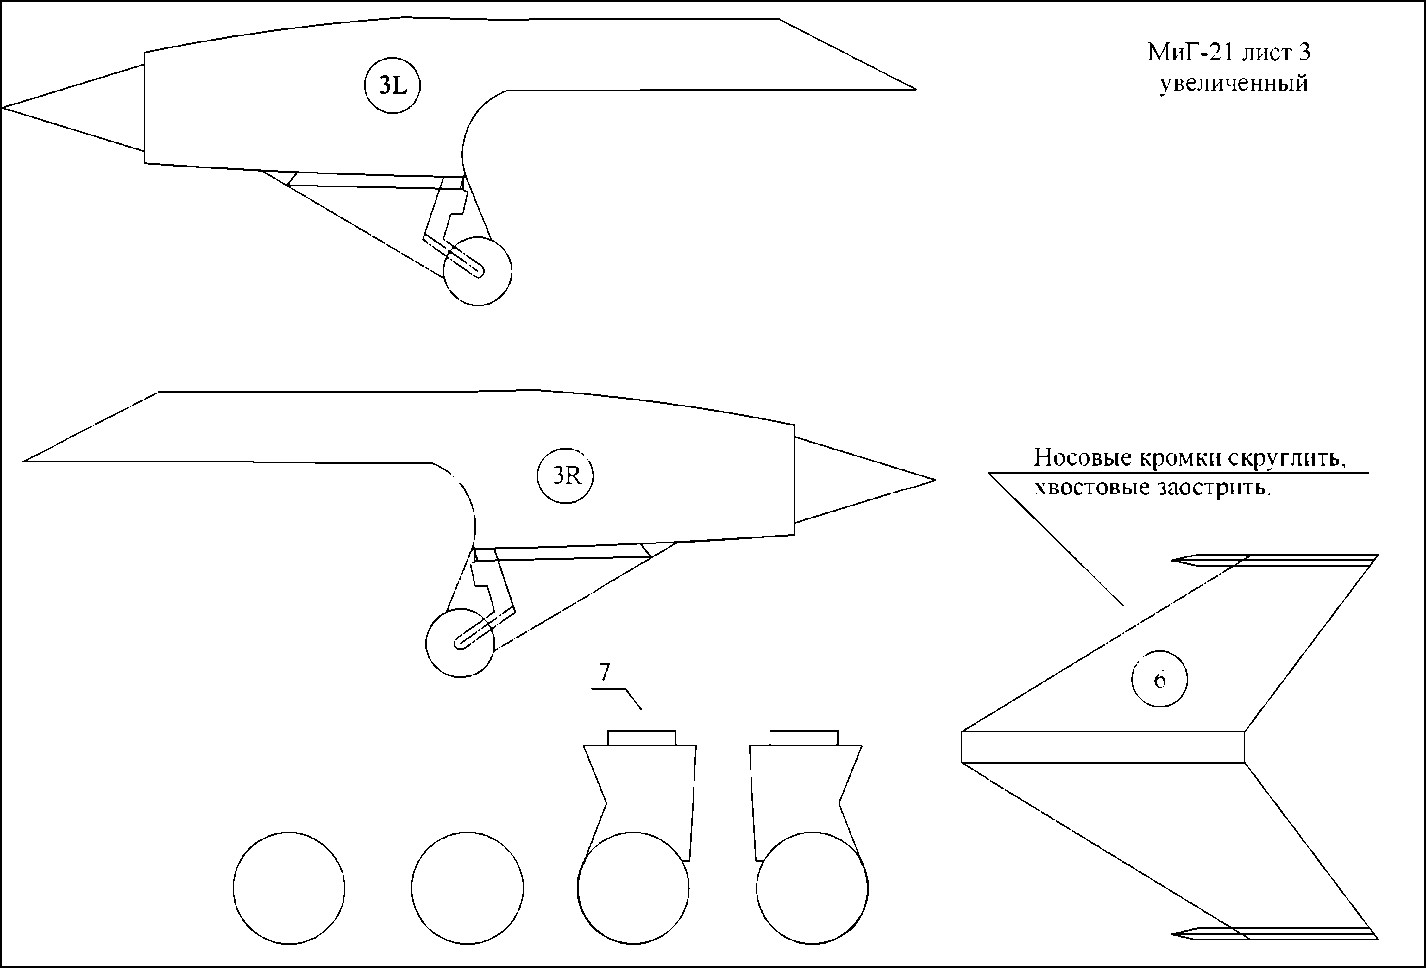 МиГ-21 лист 3
увеличенный
3L
3R
Носовые кромки скруглить,
хвостовые заострить.
6
7